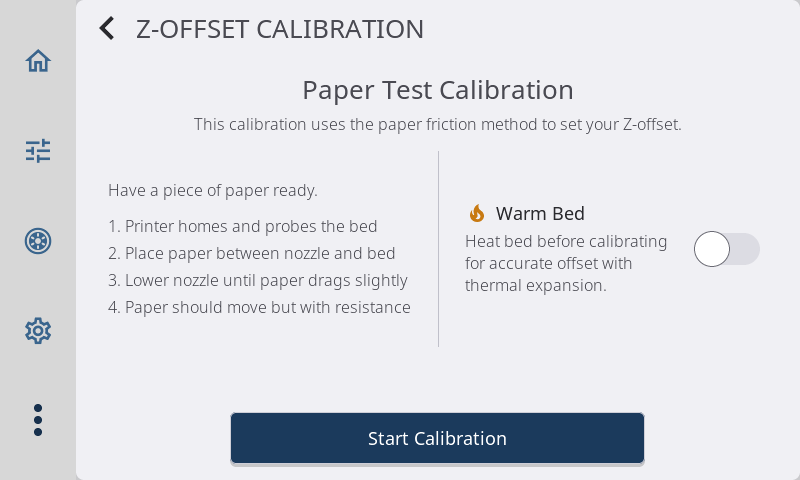 Z-OFFSET CALIBRATION
Paper Test Calibration
This calibration uses the paper friction method to set your Z-offset.
Have a piece of paper ready.
1. Printer homes and probes the bed
2. Place paper between nozzle and bed
3. Lower nozzle until paper drags slightly
4. Paper should move but with resistance
Warm Bed
Heat bed before calibrating
for accurate offset with
thermal expansion.
Start Calibration